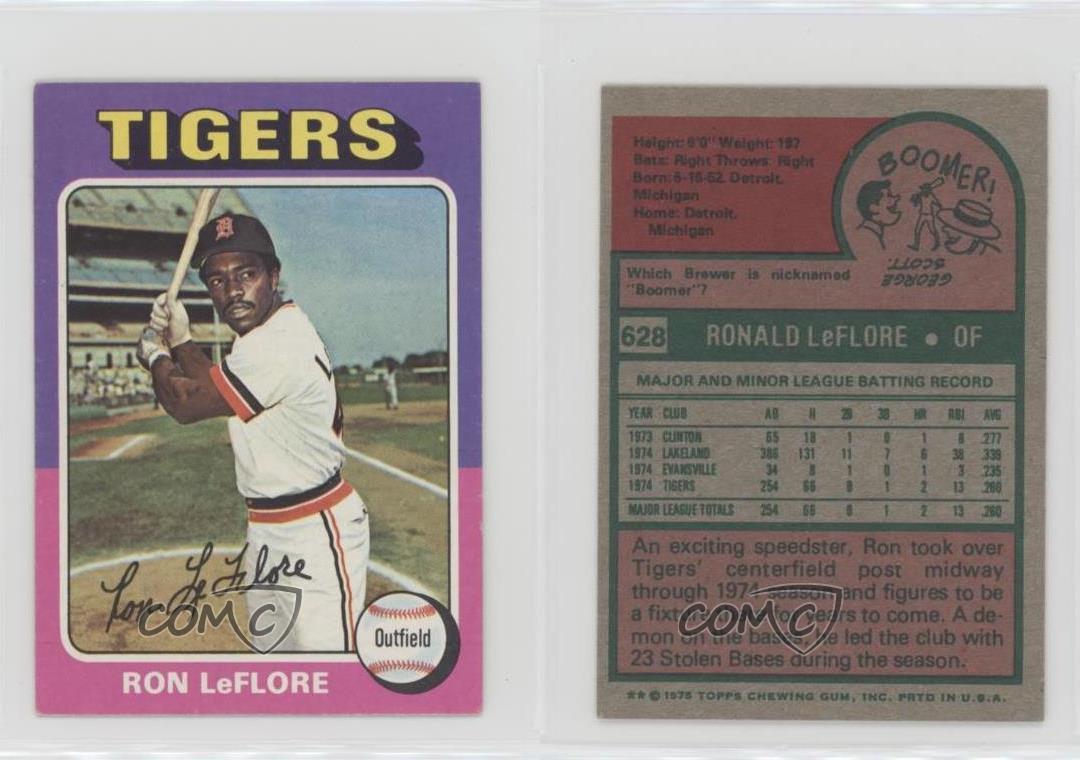 TIGERS
Ron LeFlore
COMC
Outfield
RON LeFLORE
Height: 6'0" Weight: 197
Bats: Right Throws: Right
Born: 6-16-52, Detroit,
Michigan
Home: Detroit,
Michigan
BOOMER!
GEORGE
SCOTT.
Which Brewer is nicknamed
"Boomer"?
628 RONALD LeFLORE • OF
MAJOR AND MINOR LEAGUE BATTING RECORD
YEAR CLUB AB H 2B 3B HR RBI AVG
1973 CLINTON 65 18 1 0 1 8 .277
1974 LAKELAND 386 131 11 7 6 38 .339
1974 EVANSVILLE 34 8 0 1 3 .235
1974 TIGERS 254 66 8 1 2 13 .260
MAJOR LEAGUE TOTALS 254 66 8 1 2 13 .260
An exciting speedster, Ron took over
Tigers' centerfield post midway
through 1974 season and figures to be
a for years to come. A de-
mon on the bases, he led the club with
23 Stolen Bases during the season.
COMC
** © 1975 TOPPS CHEWING GUM, INC. PRTD IN U.S.A.